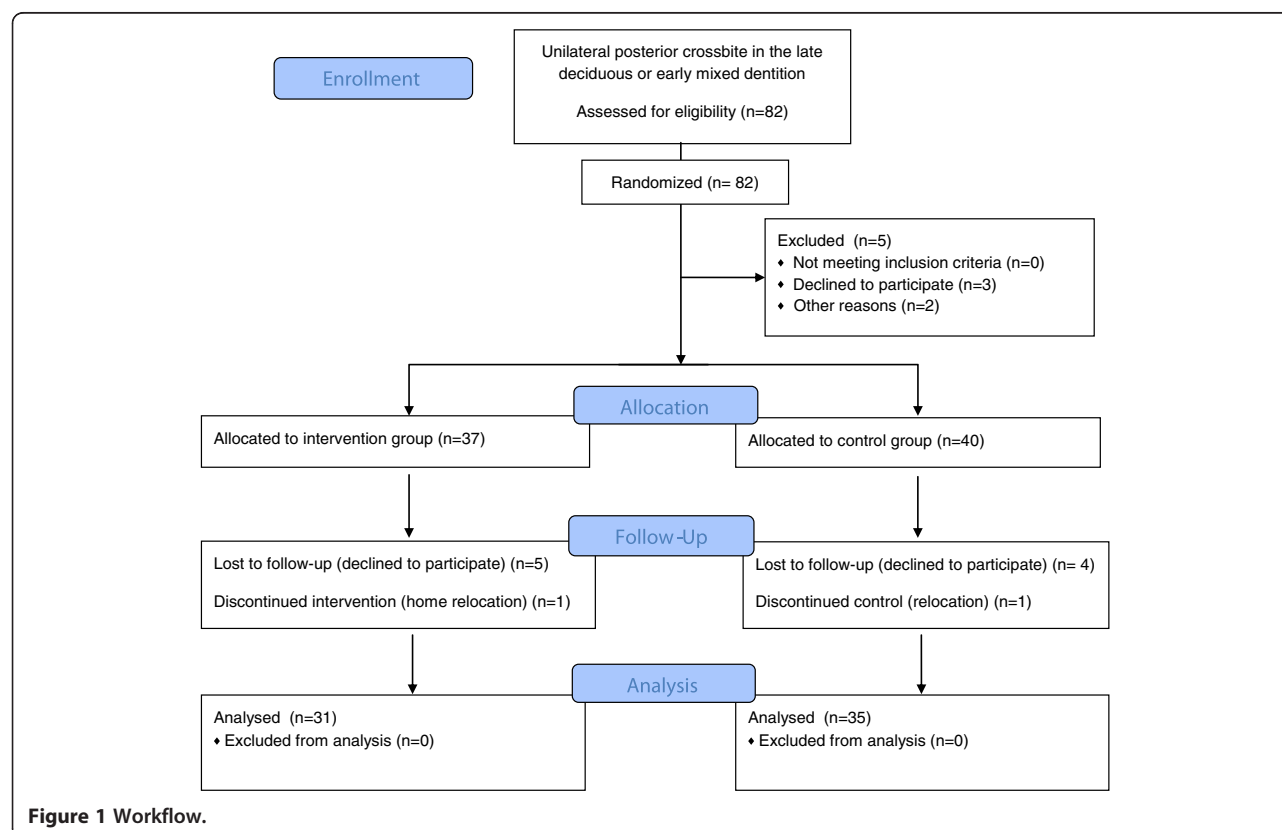 Enrollment
Unilateral posterior crossbite in the late
deciduous or early mixed dentition
Assessed for eligibility (n=82)
Randomized (n= 82)
Excluded (n=5)
♦ Not meeting inclusion criteria (n=0)
♦ Declined to participate (n=3)
♦ Other reasons (n=2)
Allocation
Allocated to intervention group (n=37)
Allocated to control group (n=40)
Follow-Up
Lost to follow-up (declined to participate) (n=5)
Discontinued intervention (home relocation) (n=1)
Lost to follow-up (declined to participate) (n= 4)
Discontinued control (relocation) (n=1)
Analysis
Analysed (n=31)
♦ Excluded from analysis (n=0)
Analysed (n=35)
♦ Excluded from analysis (n=0)
Figure 1 Workflow.